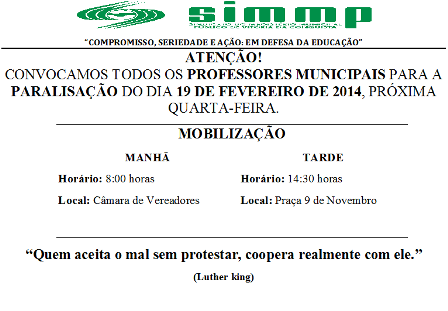 simmp
“COMPROMISSO, SERIEDADE E AÇÃO: EM DEFESA DA EDUCAÇÃO”
ATENÇÃO!
CONVOCAMOS TODOS OS PROFESSORES MUNICIPAIS PARA A
PARALISAÇÃO DO DIA 19 DE FEVEREIRO DE 2014, PRÓXIMA
QUARTA-FEIRA.
MOBILIZAÇÃO
MANHÃ TARDE
Horário: 8:00 horas Horário: 14:30 horas
Local: Câmara de Vereadores Local: Praça 9 de Novembro
“Quem aceita o mal sem protestar, coopera realmente com ele.”
(Luther king)